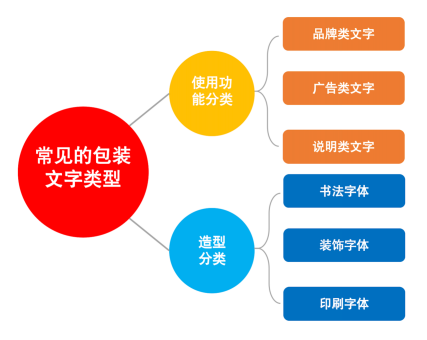 常见的包装
文字类型
使用功
能分类
品牌类文字
广告类文字
说明类文字
造型
分类
书法字体
装饰字体
印刷字体